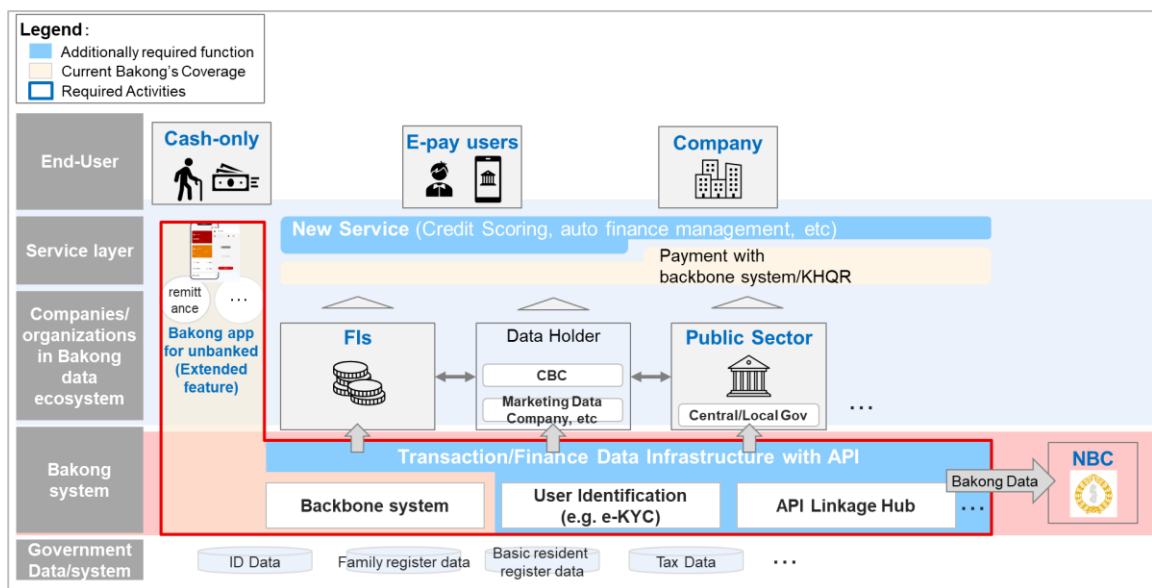 Legend :
Additionally required function
Current Bakong's Coverage
Required Activities
End-User
Cash-only
E-pay users
Company
Service layer
New Service (Credit Scoring, auto finance management, etc)
Payment with
backbone system/KHQR
Companies/
organizations
in Bakong
data
ecosystem
remitt
ance
...
Bakong app
for unbanked
(Extended
feature)
FIs
Data Holder
CBC
Marketing Data
Company, etc
Public Sector
Central/Local Gov
...
Bakong
system
Transaction/Finance Data Infrastructure with API
Backbone system
User Identification
(e.g. e-KYC)
API Linkage Hub
...
Bakong Data
NBC
Government
Data/system
ID Data
Family register data
Basic resident
register data
Tax Data
...